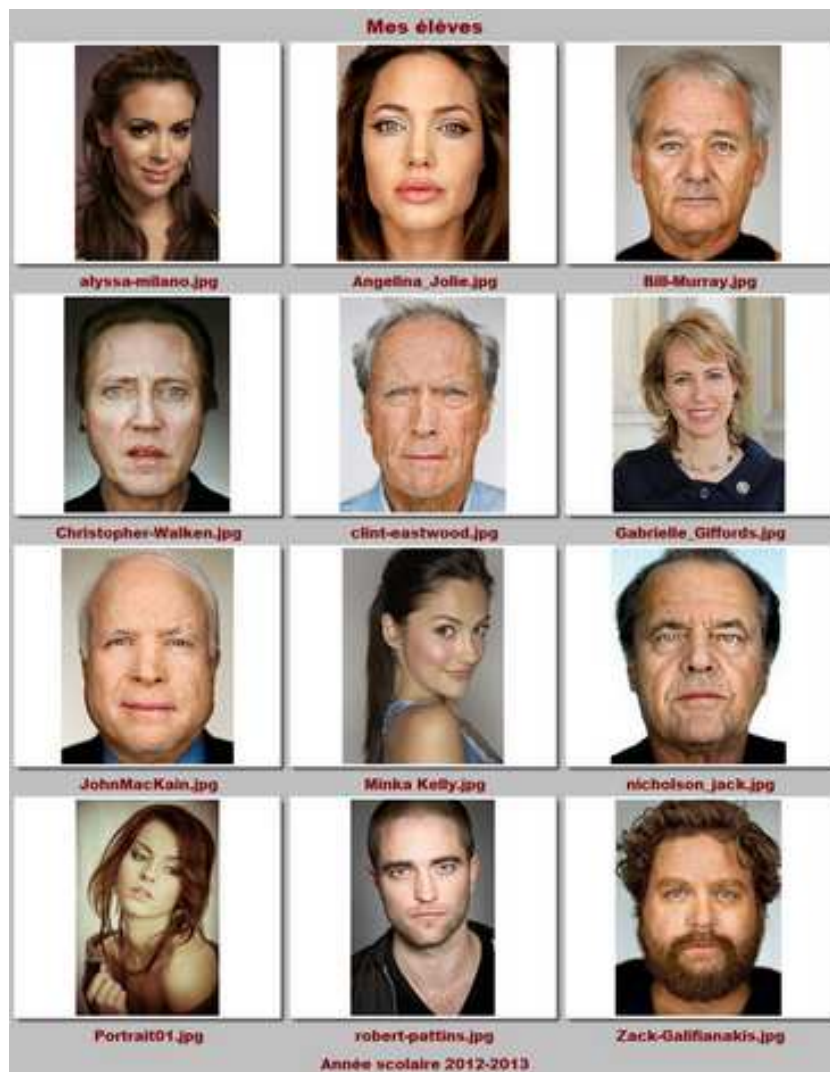 Mes élèves
alyssa-milano.jpg Angelina_Jolie.jpg Bill-Murray.jpg
Christopher-Walken.jpg clint-eastwood.jpg Gabrielle_Giffords.jpg
JohnMacKain.jpg Minka Kelly.jpg nicholson_jack.jpg
Portrait01.jpg robert-pattins.jpg Zack-Galifianakis.jpg
Année scolaire 2012-2013